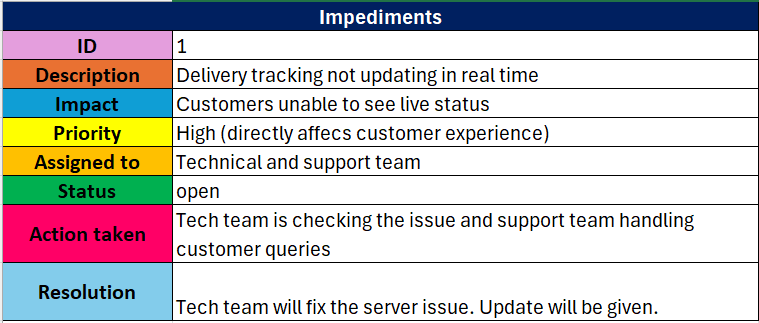 Impediments
ID 1
Description Delivery tracking not updating in real time
Impact Customers unable to see live status
Priority High (directly affecs customer experience)
Assigned to Technical and support team
Status open
Action taken Tech team is checking the issue and support team handling
customer queries
Resolution Tech team will fix the server issue. Update will be given.